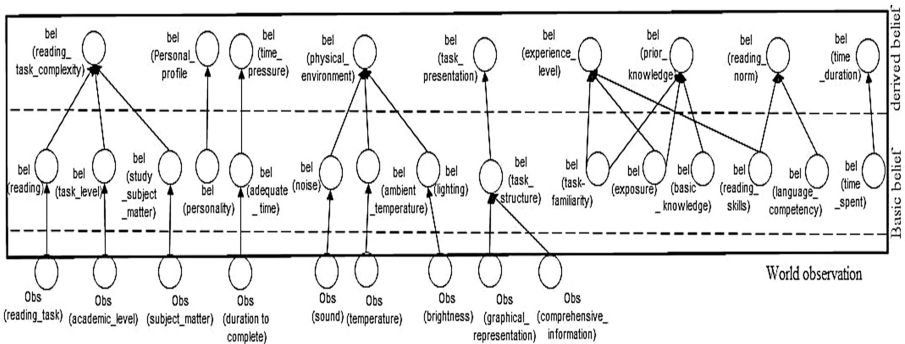 bel
(reading_
task_complexity)
bel
(Personal_
profile
bel
(time_
pressure)
bel
(physical_
environment)
bel
(task_
presentation)
bel
(experience_
level)
bel
(prior_
knowledge)
bel
(reading_
norm)
bel
(time
_duration)
derived belief
bel
(reading)
bel
(task_level)
bel
(study
_subject
_matter)
bel
(personality)
bel
(adequate
_time)
bel
(noise)
bel
(ambient
_temperature)
bel
(lighting)
bel
(task_
structure)
bel
(task-
familiarity)
bel
(exposure)
bel
(basic
_knowledge)
bel
(reading_
skills)
bel
(language_
competency)
bel
(time
_spent)
Basic belief
World observation
Obs
(reading_task)
Obs
(academic_level)
Obs
(subject_matter)
Obs
(duration to
complete)
Obs
(sound)
Obs
(temperature)
Obs
(brightness)
Obs
(graphical_
representation)
Obs
(comprehensive_
information)